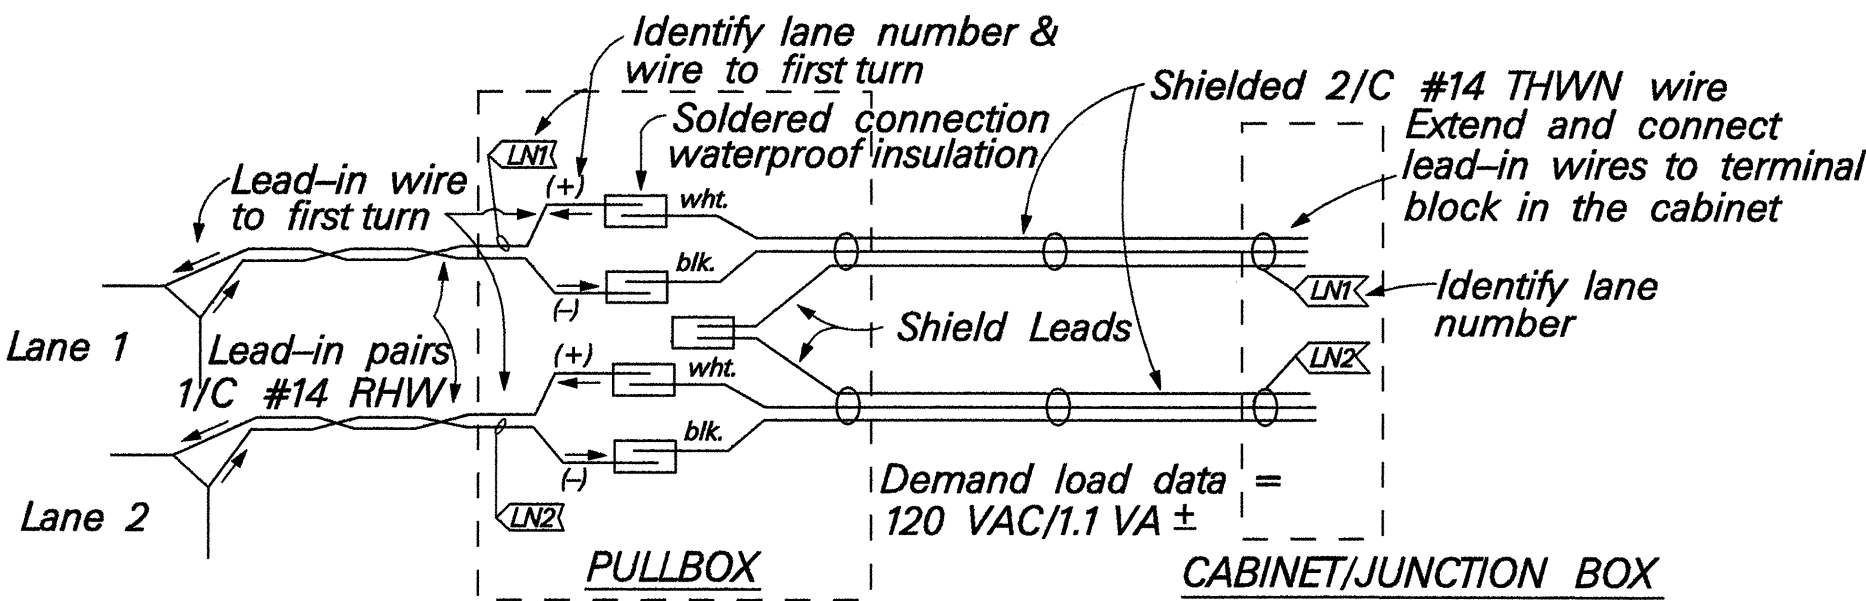 Identify lane number &
wire to first turn
Shielded 2/C #14 THWN wire
Soldered connection
waterproof insulation
Extend and connect
lead-in wires to terminal
block in the cabinet
LN1
Lead-in wire
to first turn
(+)
wht.
blk.
(-)
LN1
Identify lane
number
Shield Leads
Lane 1
Lead-in pairs
1/C #14 RHW
(+)
wht.
LN2
blk.
(-)
Lane 2
LN2
Demand load data =
120 VAC/1.1 VA ±
PULLBOX
CABINET/JUNCTION BOX